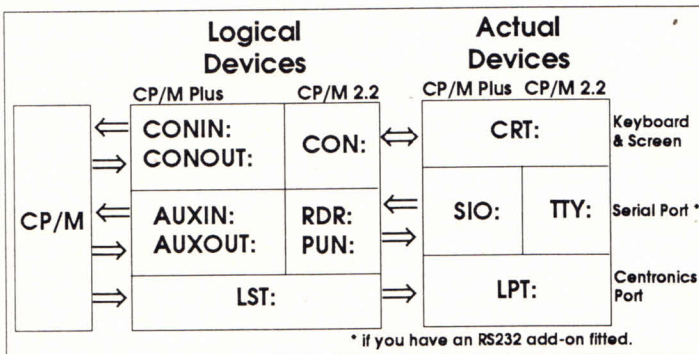 Logical Devices
Actual Devices
CP/M Plus CP/M 2.2
CP/M Plus CP/M 2.2
CP/M
CONIN:
CONOUT:
CON:
CRT:
Keyboard & Screen
AUXIN:
AUXOUT:
RDR:
PUN:
SIO:
TTY:
Serial Port *
LST:
LPT:
Centronics Port
* if you have an RS232 add-on fitted.